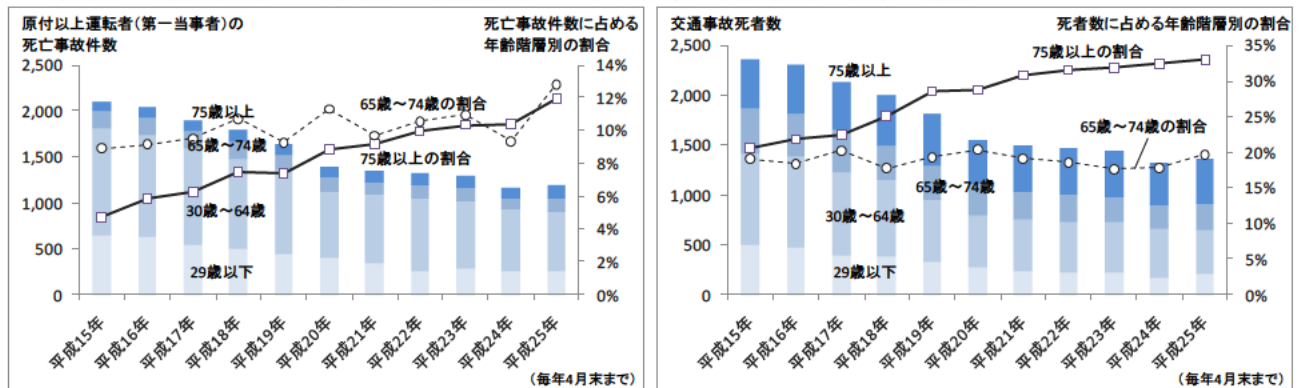 原付以上運転者(第一当事者)の
死亡事故件数
死亡事故件数に占める
年齢階層別の割合
2,500
2,000
1,500
1,000
500
0
14%
12%
10%
8%
6%
4%
2%
0%
75歳以上
65歳～74歳
30歳～64歳
29歳以下
65歳～74歳の割合
75歳以上の割合
平成15年
平成16年
平成17年
平成18年
平成19年
平成20年
平成21年
平成22年
平成23年
平成24年
平成25年
(毎年4月末まで)
交通事故死者数
死者数に占める年齢階層別の割合
2,500
2,000
1,500
1,000
500
0
35%
30%
25%
20%
15%
10%
5%
0%
75歳以上の割合
75歳以上
65歳～74歳の割合
65歳～74歳
30歳～64歳
29歳以下
平成15年
平成16年
平成17年
平成18年
平成19年
平成20年
平成21年
平成22年
平成23年
平成24年
平成25年
(毎年4月末まで)